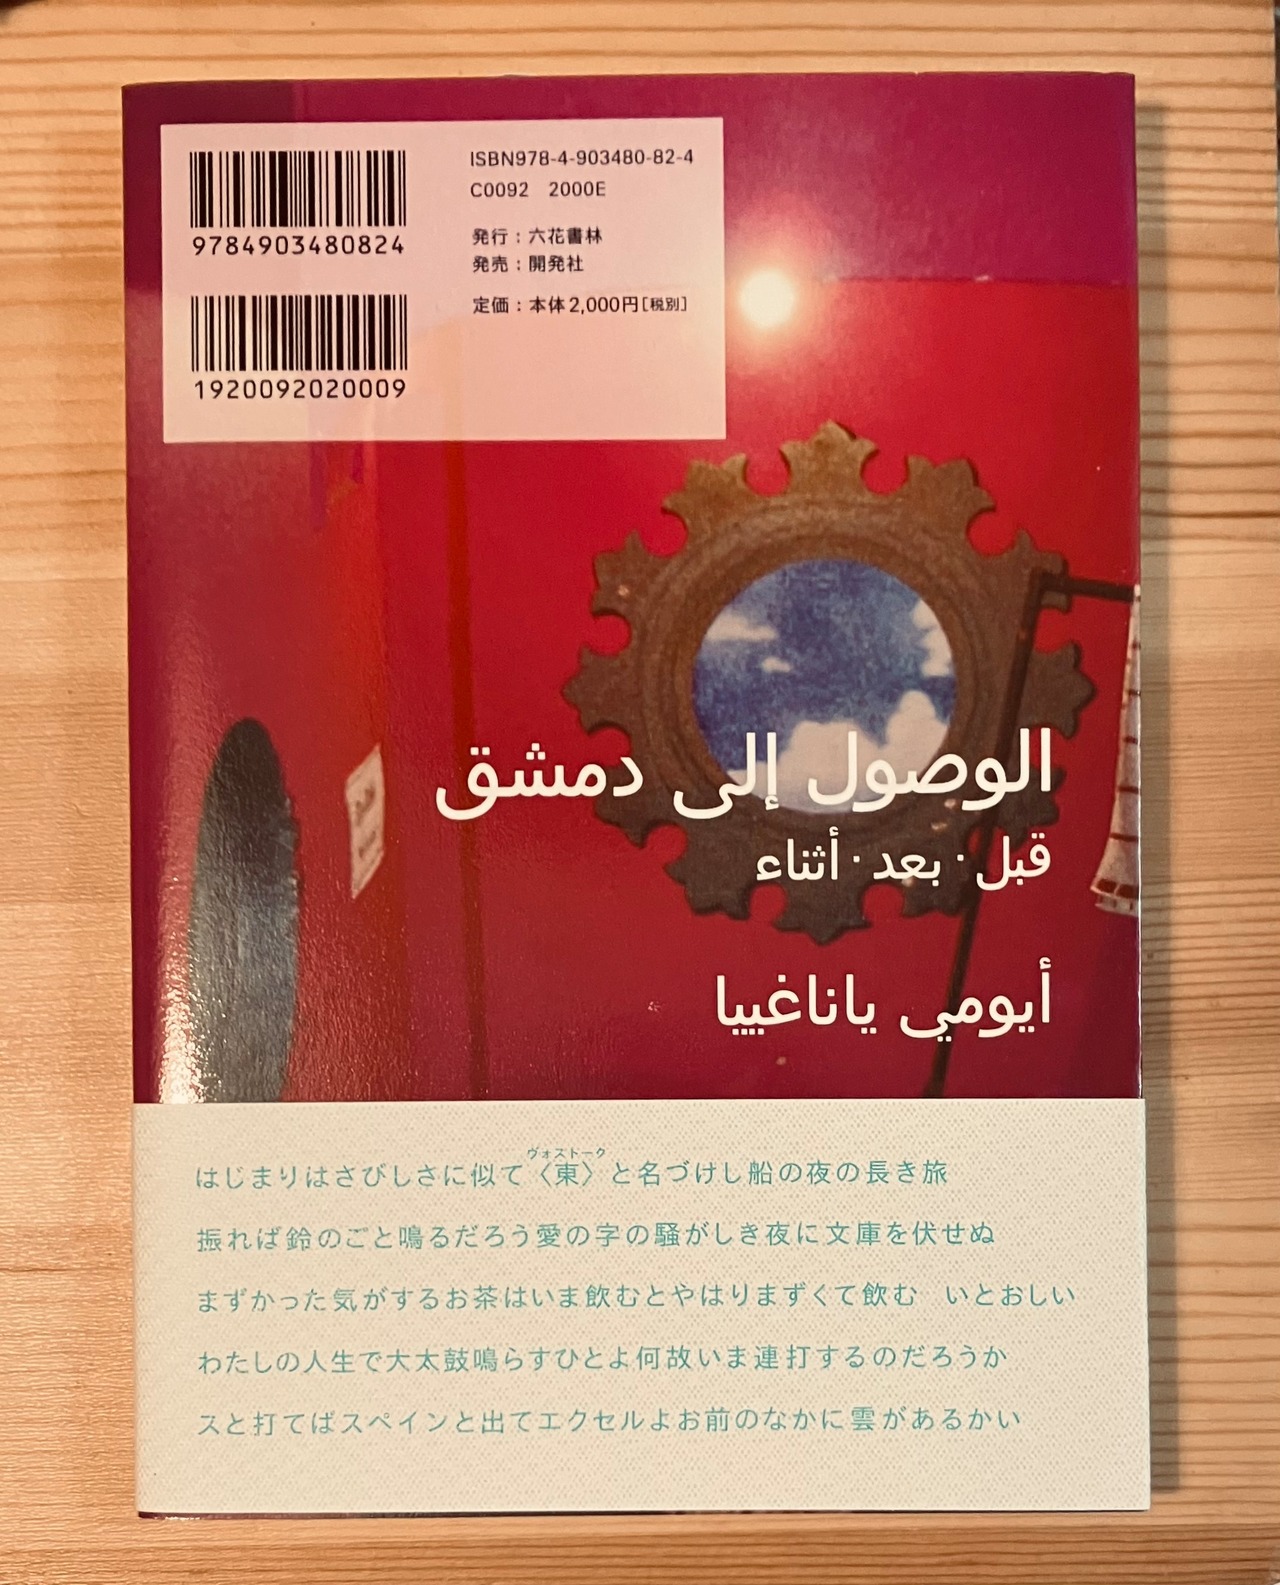 ISBN978-4-903480-82-4
C0092 2000E
発行：六花書林
発売：開発社
定価：本体2,000円[税別]
9784903480824
1920092020009
الوصول إلى دمشق
قبل · بعد · أثناء
أيومي ياناغييا
ヴォストーク
はじまりはさびしさに似て〈東〉と名づけし船の夜の長き旅
振れば鈴のごと鳴るだろう愛の字の騒がしき夜に文庫を伏せぬ
まずかった気がするお茶はいま飲むとやはりまずくて飲む　いとおしい
わたしの人生で大太鼓鳴らすひとよ何故いま連打するのだろうか
スと打てばスペインと出てエクセルよお前のなかに雲があるかい